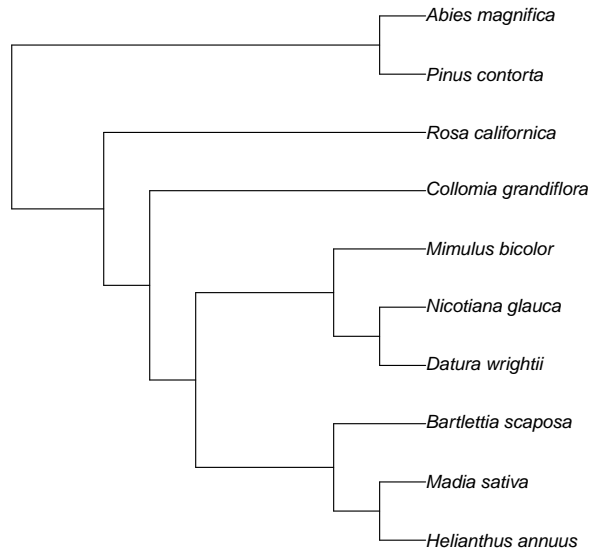 Abies magnifica
Pinus contorta
Rosa californica
Collomia grandiflora
Mimulus bicolor
Nicotiana glauca
Datura wrightii
Bartlettia scaposa
Madia sativa
Helianthus annuus